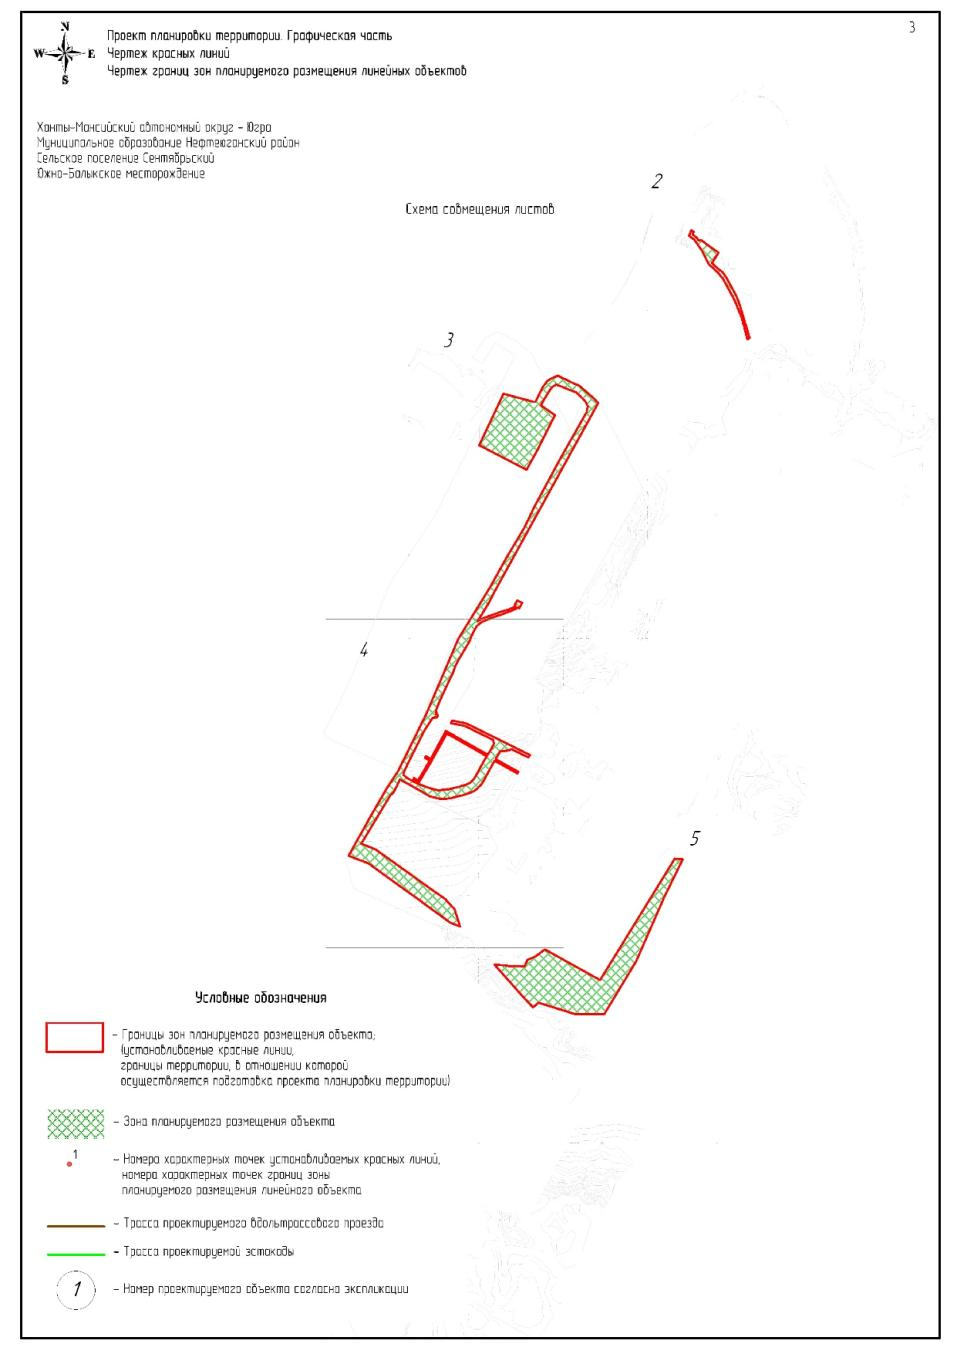 3
N
W E
S
Проект планировки территории. Графическая часть
Чертеж красных линий
Чертеж границ зон планируемого размещения линейных объектов
Ханты-Мансийский автономный округ - Югра
Муниципальное образование Нефтеюганский район
Сельское поселение Сентябрьский
Южно-Балыкское месторождение
2
Схема совмещения листов
3
4
5
Условные обозначения
- Границы зон планируемого размещения объекта;
(устанавливаемые красные линии,
границы территории, в отношении которой
осуществляется подготовка проекта планировки территории)
- Зона планируемого размещения объекта
1
- Номера характерных точек устанавливаемых красных линий,
номера характерных точек границ зоны
планируемого размещения линейного объекта
- Трасса проектируемого вдольтрассового проезда
- Трасса проектируемой эстакады
1
- Номер проектируемого объекта согласно экспликации